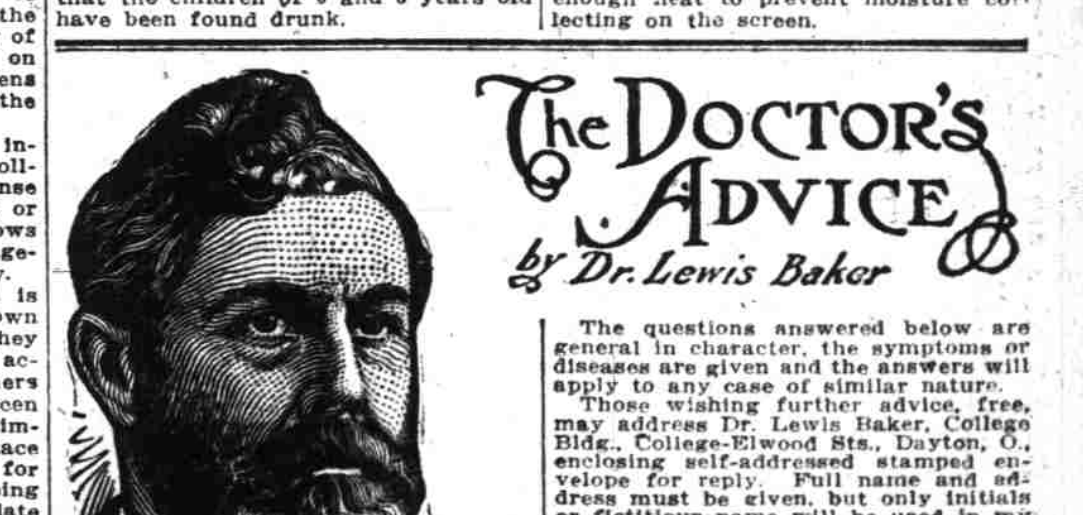 the
of
on
ens
the
in-
oll-
nse
or
ows
ge-
y.
is
own
hey
ac-
ners
cen
im-
ace
for
ing
late
have been found drunk.
lecting on the screen.
The DOCTOR'S
ADVICE
by Dr. Lewis Baker
The questions answered below are
general in character, the symptoms or
diseases are given and the answers will
apply to any case of similar nature.
Those wishing further advice, free,
may address Dr. Lewis Baker, College
Bldg., College-Elwood Sts., Dayton, O.,
enclosing self-addressed stamped en-
velope for reply. Full name and ad-
dress must be given, but only initials